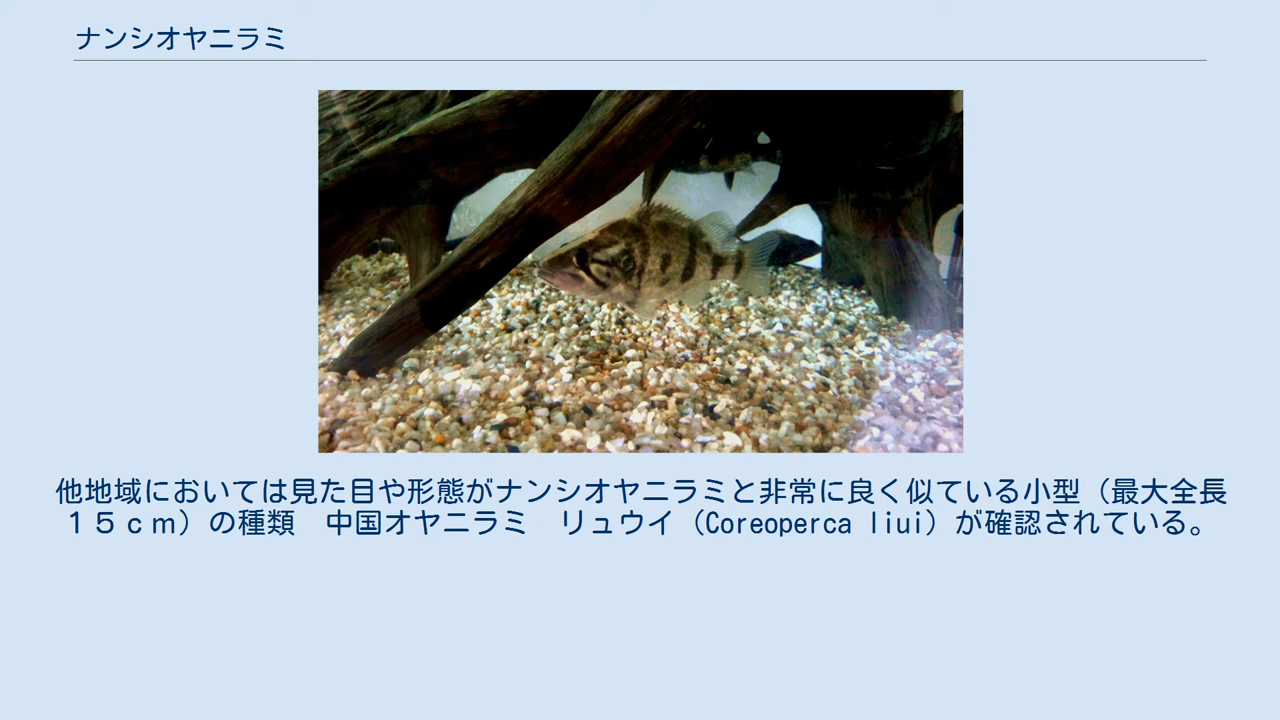 ナンシオヤニラミ
他地域においては見た目や形態がナンシオヤニラミと非常に良く似ている小型（最大全長
１５ｃｍ）の種類　中国オヤニラミ　リュウイ（Coreoperca liui）が確認されている。